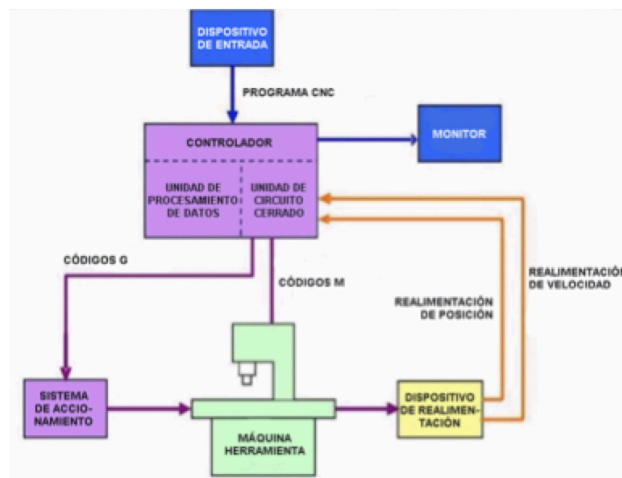 DISPOSITIVO
DE ENTRADA
PROGRAMA CNC
CONTROLADOR
MONITOR
UNIDAD DE
PROCESAMIENTO
DE DATOS
UNIDAD DE
CIRCUITO
CERRADO
CÓDIGOS G
CÓDIGOS M
REALIMENTACIÓN
DE VELOCIDAD
REALIMENTACIÓN
DE POSICIÓN
SISTEMA
DE ACCIO-
NAMIENTO
DISPOSITIVO
DE REALIMEN-
TACIÓN
MÁQUINA
HERRAMIENTA